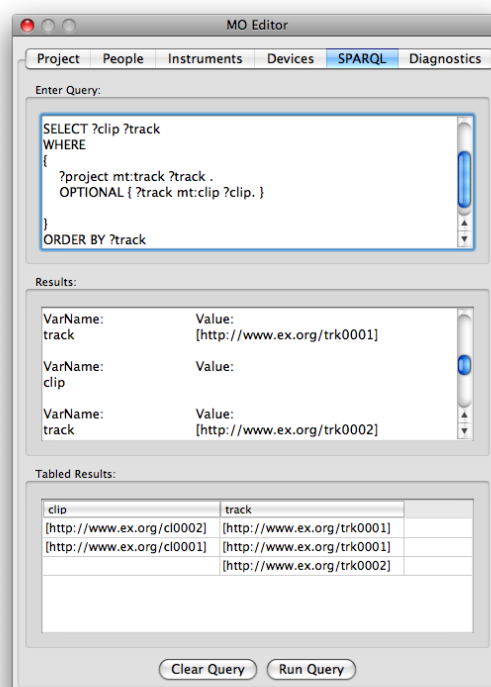 MO Editor
Project People Instruments Devices SPARQL Diagnostics
Enter Query:
SELECT ?clip ?track
WHERE
{
?project mt:track ?track .
OPTIONAL { ?track mt:clip ?clip. }
}
ORDER BY ?track
Results:
VarName: Value:
track [http://www.ex.org/trk0001]
VarName: Value:
clip
VarName: Value:
track [http://www.ex.org/trk0002]
Tabled Results:
clip track
[http://www.ex.org/cl0002] [http://www.ex.org/trk0001]
[http://www.ex.org/cl0001] [http://www.ex.org/trk0001]
[http://www.ex.org/trk0002]
Clear Query Run Query